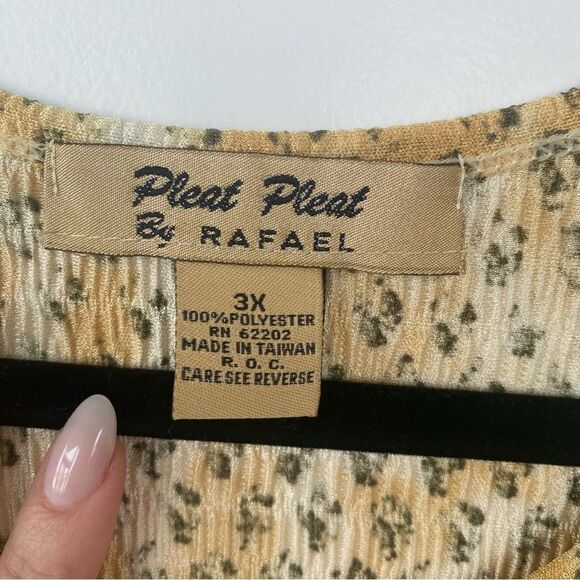 Pleat Pleat
By RAFAEL
3X
100%POLYESTER
RN 62202
MADE IN TAIWAN
R. O. C.
CARE SEE REVERSE